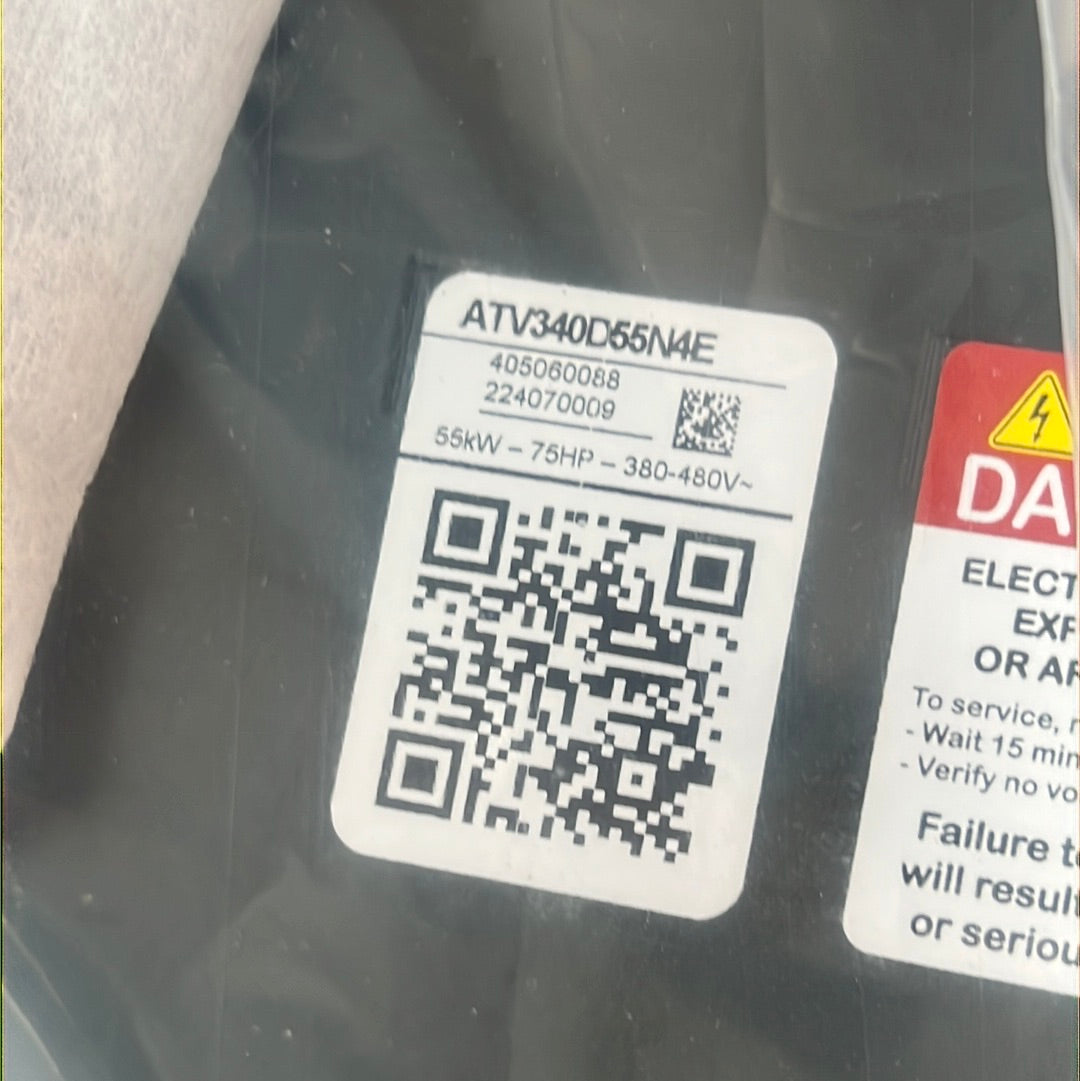 ATV340D55N4E
405060088
224070009
55kW – 75HP – 380-480V~
DA
ELECT
EXP
OR AR
To service, r
- Wait 15 min
- Verify no vo
Failure to
will result
or seriou